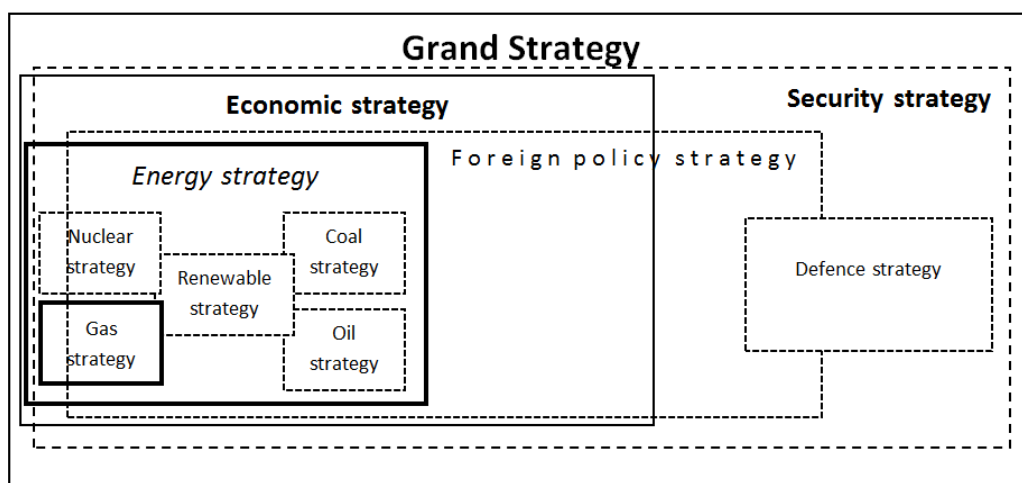 Grand Strategy
Economic strategy
Security strategy
Foreign policy strategy
Energy strategy
Nuclear
strategy
Coal
strategy
Renewable
strategy
Defence strategy
Gas
strategy
Oil
strategy